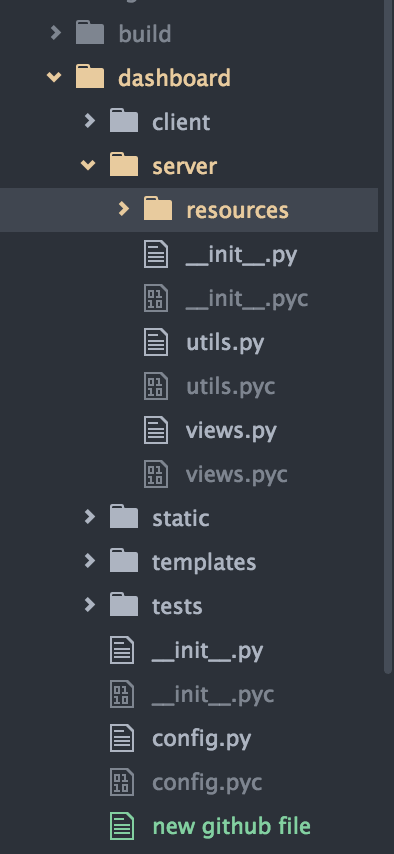 build
dashboard
client
server
resources
__init__.py
__init__.pyc
utils.py
utils.pyc
views.py
views.pyc
static
templates
tests
__init__.py
__init__.pyc
config.py
config.pyc
new github file